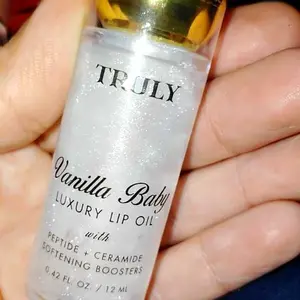 TRULY
Vanilla Baby
LUXURY LIP OIL
with
PEPTIDE + CERAMIDE
SOFTENING BOOSTERS
0.42 FL OZ / 12 ML